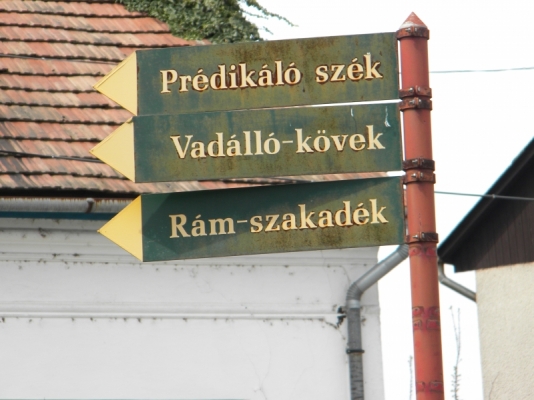 Prédikáló szék
Vadálló-kövek
Rám-szakadék